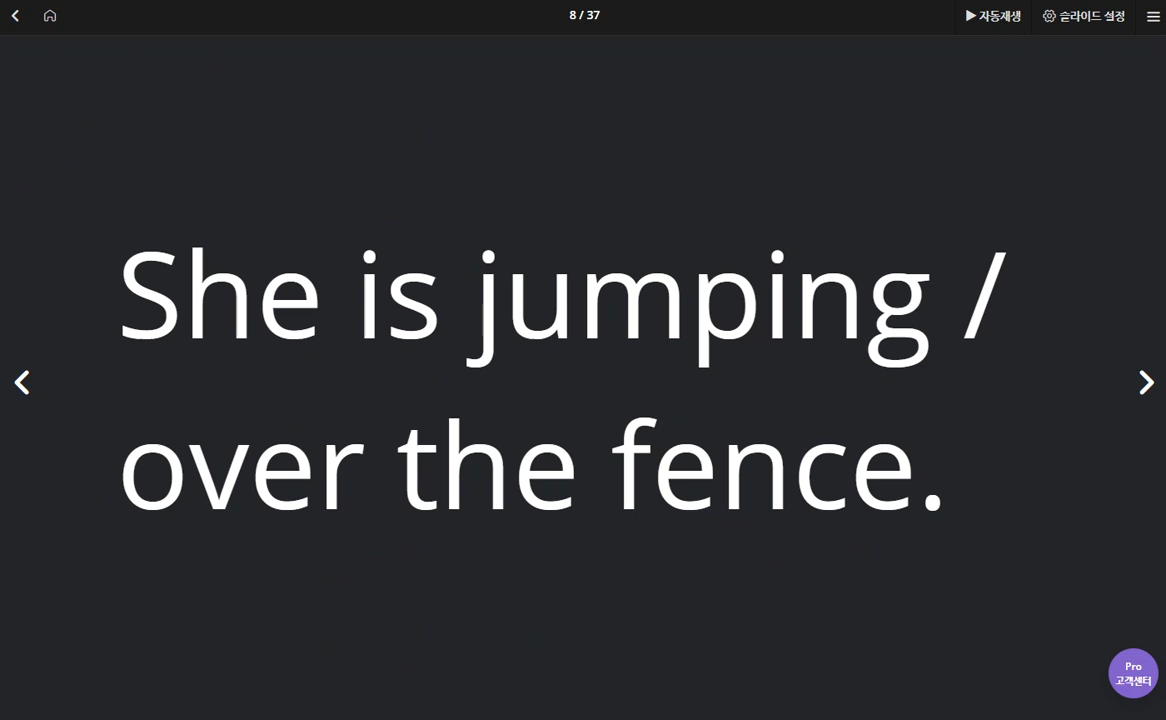 8 / 37
▶ 자동재생
슬라이드 설정
She is jumping /
over the fence.
Pro
고객센터